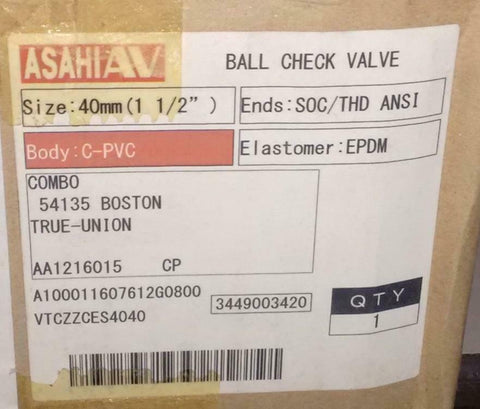 ASAHI AV
BALL CHECK VALVE
Size:40mm(1 1/2")
Ends:SOC/THD ANSI
Body:C-PVC
Elastomer:EPDM
COMBO
54135 BOSTON
TRUE-UNION
AA1216015 CP
A100011607612G0800
3449003420
VTCZZCES4040
QTY
1